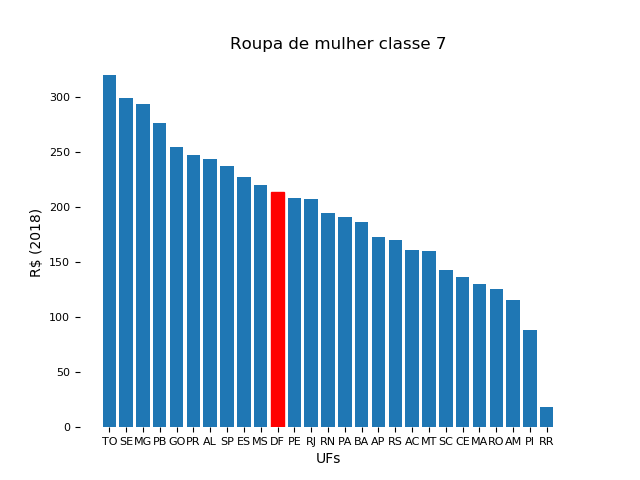 Roupa de mulher classe 7
R$ (2018)
300
250
200
150
100
50
0
TO SE MG PB GO PR AL SP ES MS DF PE RJ RN PA BA AP RS AC MT SC CE MA RO AM PI RR
UFs